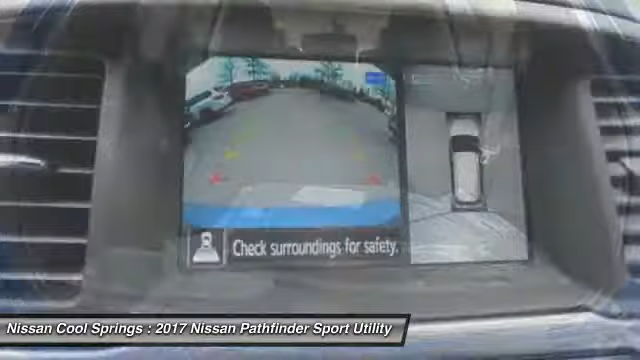 Check surroundings for safety.
Nissan Cool Springs : 2017 Nissan Pathfinder Sport Utility